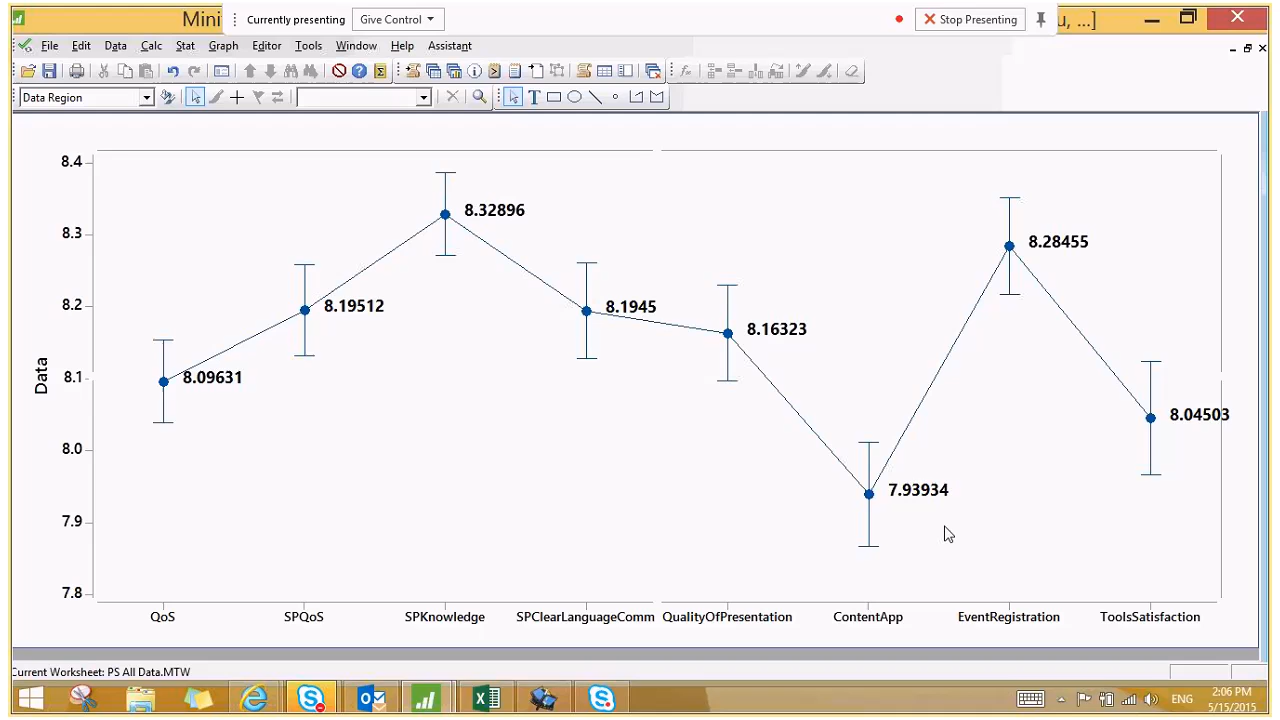 Mini
Currently presenting
Give Control
Stop Presenting
u, ...]
File Edit Data Calc Stat Graph Editor Tools Window Help Assistant
Data Region
8.4
8.3
8.2
8.1
8.0
7.9
7.8
Data
8.09631
8.19512
8.32896
8.1945
8.16323
7.93934
8.28455
8.04503
QoS SPQoS SPKnowledge SPClearLanguageComm QualityOfPresentation ContentApp EventRegistration ToolsSatisfaction
Current Worksheet: PS All Data.MTW
ENG
2:06 PM
5/15/2015